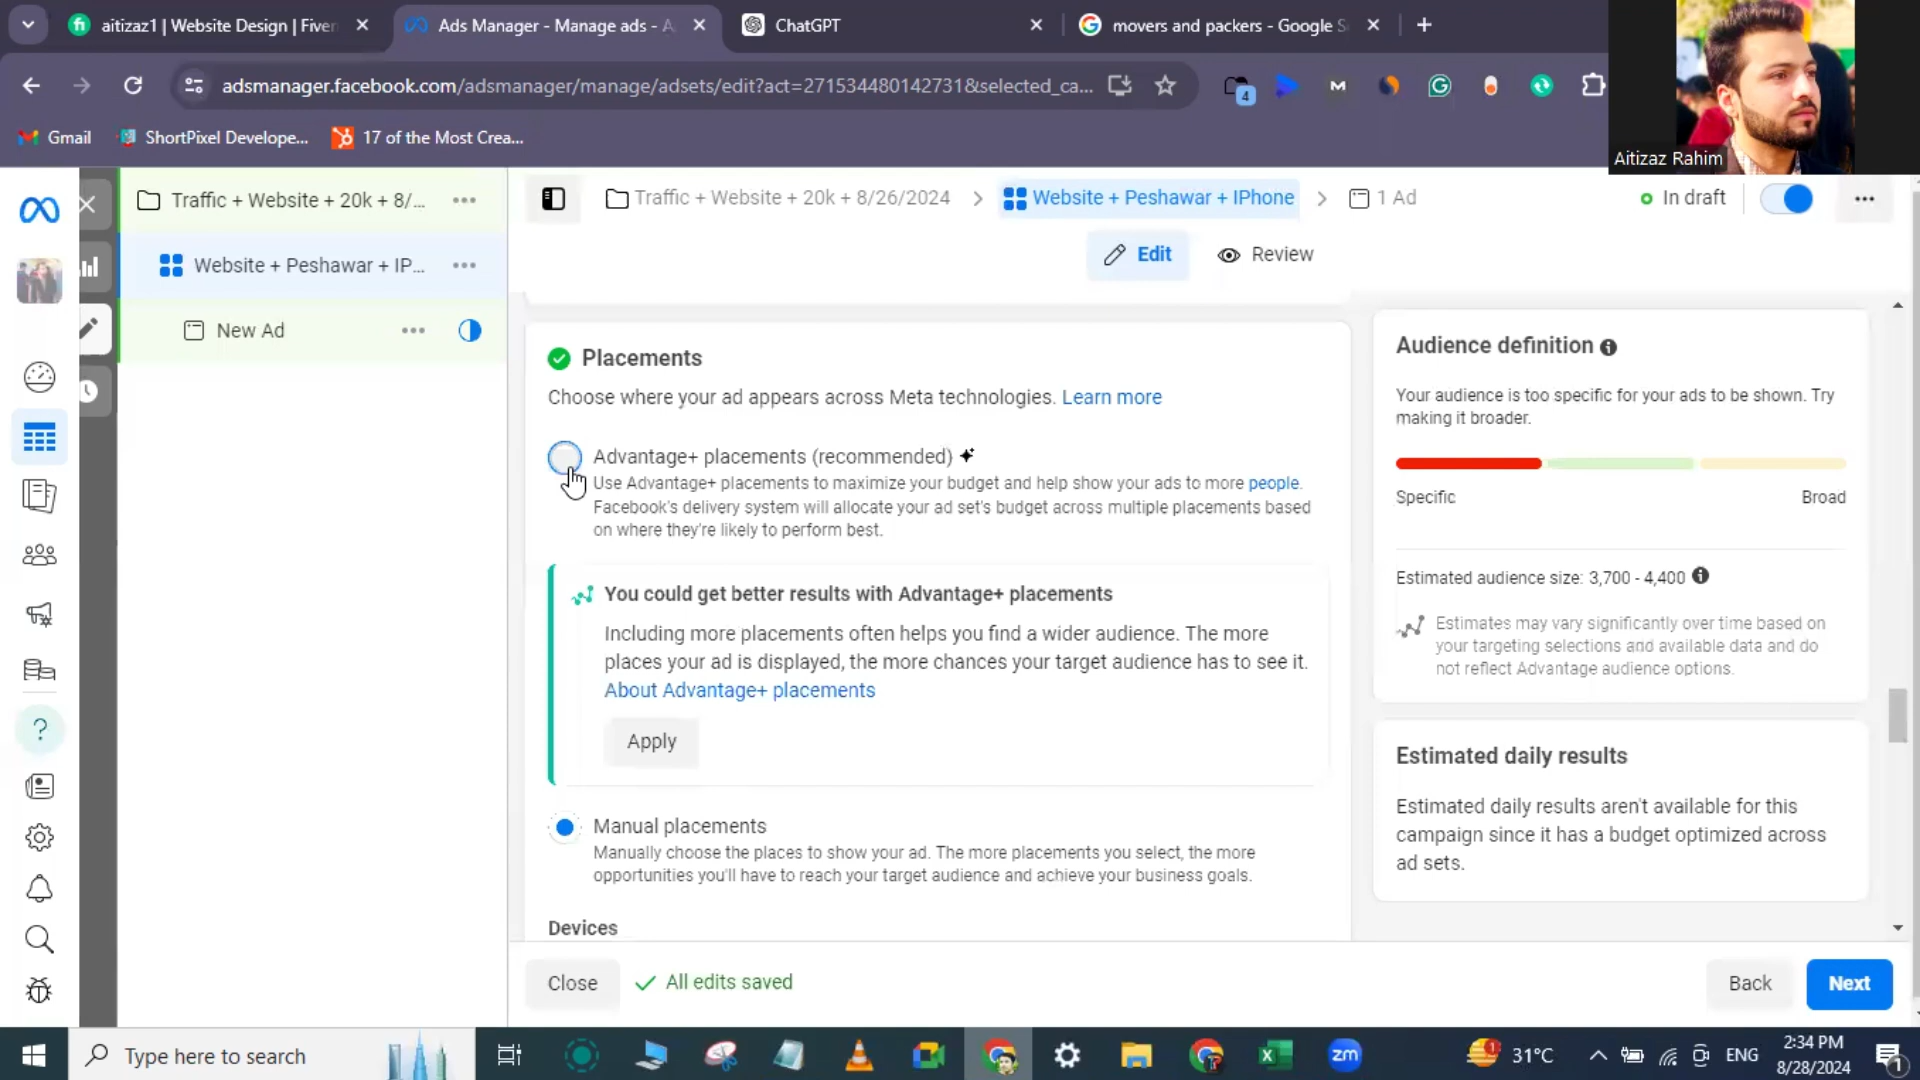 aitizaz1 | Website Design | Fiver
Ads Manager - Manage ads - A
ChatGPT
movers and packers - Google S
adsmanager.facebook.com/adsmanager/manage/adsets/edit?act=271534480142731&selected_ca...
4
Gmail
ShortPixel Develope...
17 of the Most Crea...
Aitizaz Rahim
Traffic + Website + 20k + 8/...
Website + Peshawar + IP...
New Ad
Traffic + Website + 20k + 8/26/2024
Website + Peshawar + IPhone
1 Ad
In draft
Edit
Review
Placements
Choose where your ad appears across Meta technologies. Learn more
Advantage+ placements (recommended)
Use Advantage+ placements to maximize your budget and help show your ads to more people.
Facebook's delivery system will allocate your ad set's budget across multiple placements based
on where they're likely to perform best.
You could get better results with Advantage+ placements
Including more placements often helps you find a wider audience. The more
places your ad is displayed, the more chances your target audience has to see it.
About Advantage+ placements
Apply
Manual placements
Manually choose the places to show your ad. The more placements you select, the more
opportunities you'll have to reach your target audience and achieve your business goals.
Devices
Audience definition
Your audience is too specific for your ads to be shown. Try
making it broader.
Specific
Broad
Estimated audience size: 3,700 - 4,400
Estimates may vary significantly over time based on
your targeting selections and available data and do
not reflect Advantage audience options.
Estimated daily results
Estimated daily results aren't available for this
campaign since it has a budget optimized across
ad sets.
Close
All edits saved
Back
Next
Type here to search
zm
1
31°C
ENG
2:34 PM
8/28/2024
1